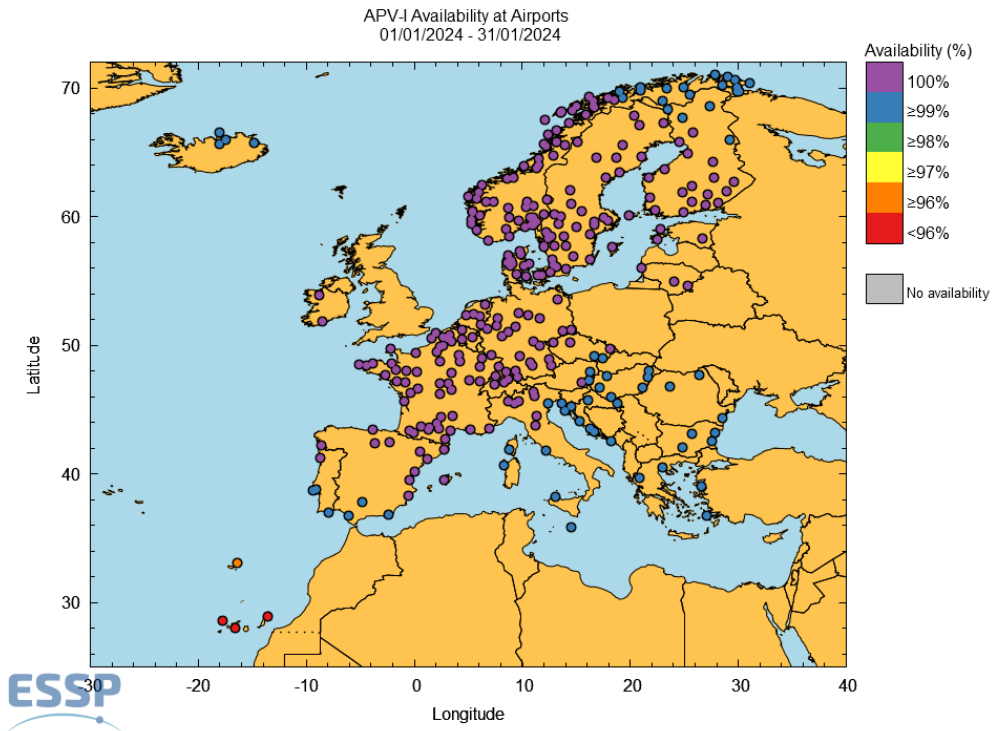 APV-I Availability at Airports
01/01/2024 - 31/01/2024
Availability (%)
100%
≥99%
≥98%
≥97%
≥96%
<96%
No availability
Latitude
70
60
50
40
30
-30
-20
-10
0
10
20
30
40
Longitude
ESSP